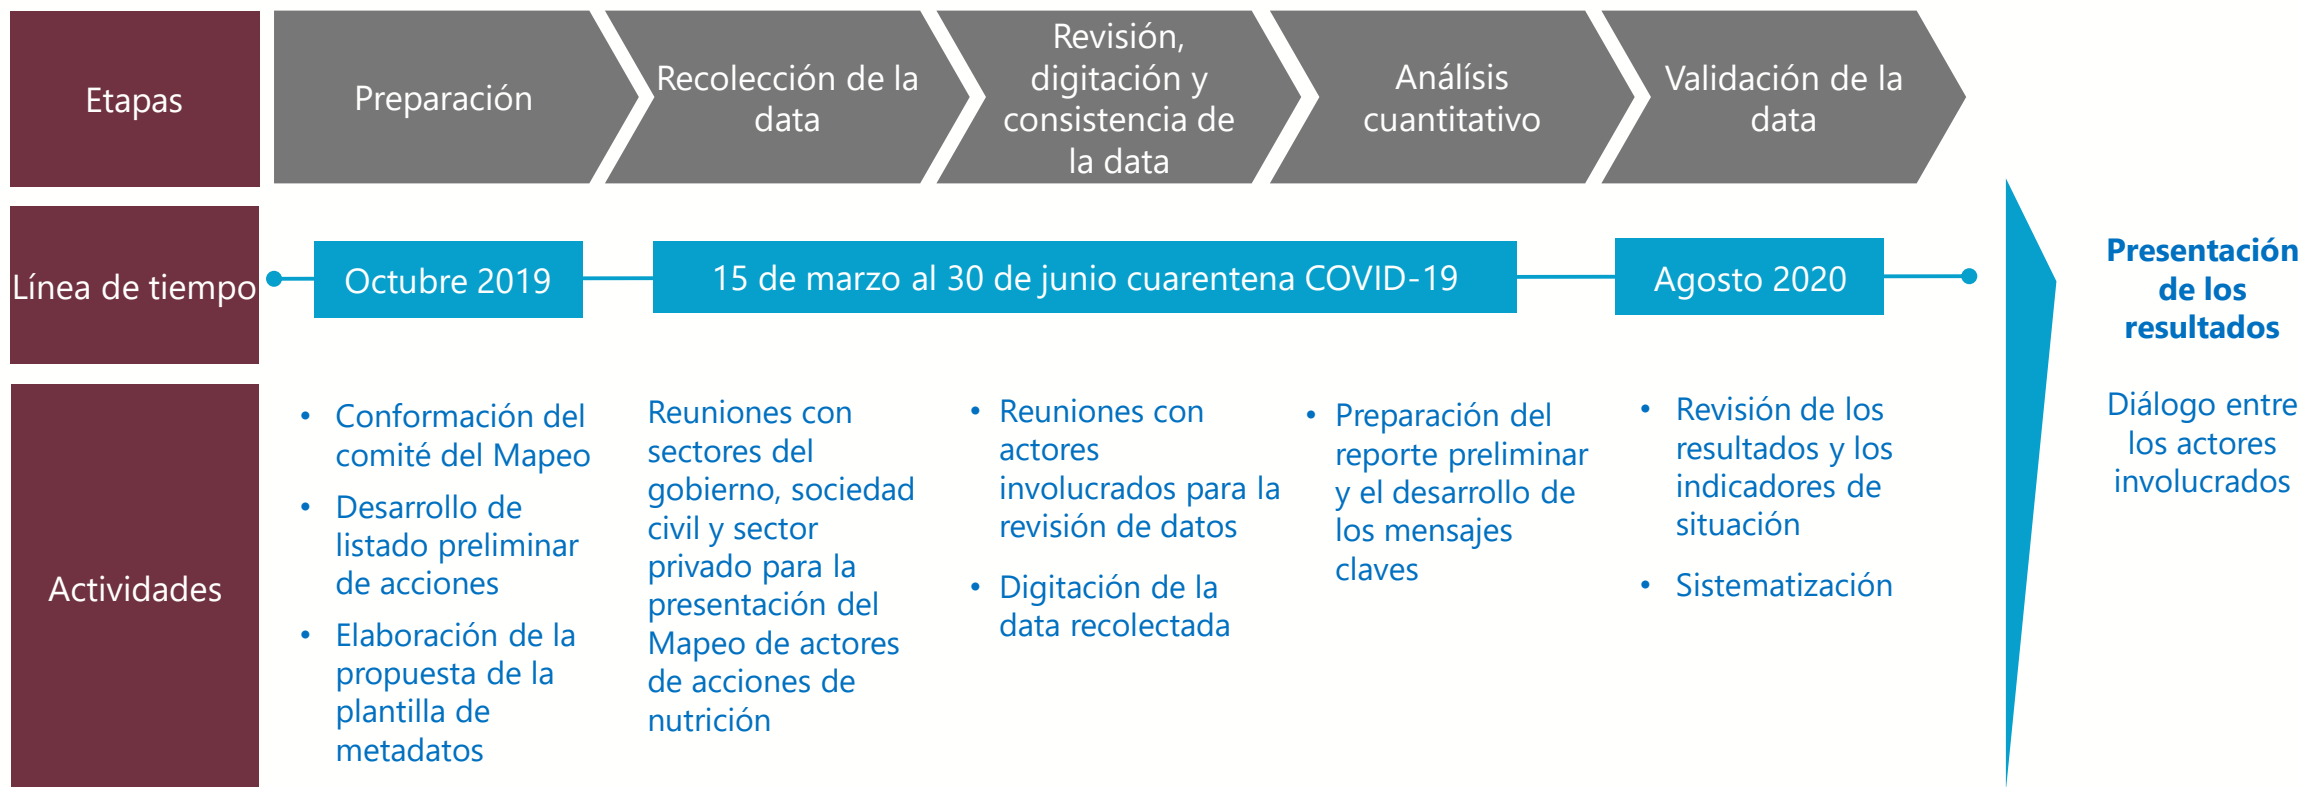 Etapas
Preparación
Recolección de la
data
Revisión,
digitación y
consistencia de
la data
Análísis
cuantitativo
Validación de la
data
Línea de tiempo
Octubre 2019
15 de marzo al 30 de junio cuarentena COVID-19
Agosto 2020
Actividades
• Conformación del
comité del Mapeo
• Desarrollo de
listado preliminar
de acciones
• Elaboración de la
propuesta de la
plantilla de
metadatos
Reuniones con
sectores del
gobierno, sociedad
civil y sector
privado para la
presentación del
Mapeo de actores
de acciones de
nutrición
• Reuniones con
actores
involucrados para la
revisión de datos
• Digitación de la
data recolectada
• Preparación del
reporte preliminar
y el desarrollo de
los mensajes
claves
• Revisión de los
resultados y los
indicadores de
situación
• Sistematización
Presentación
de los
resultados
Diálogo entre
los actores
involucrados